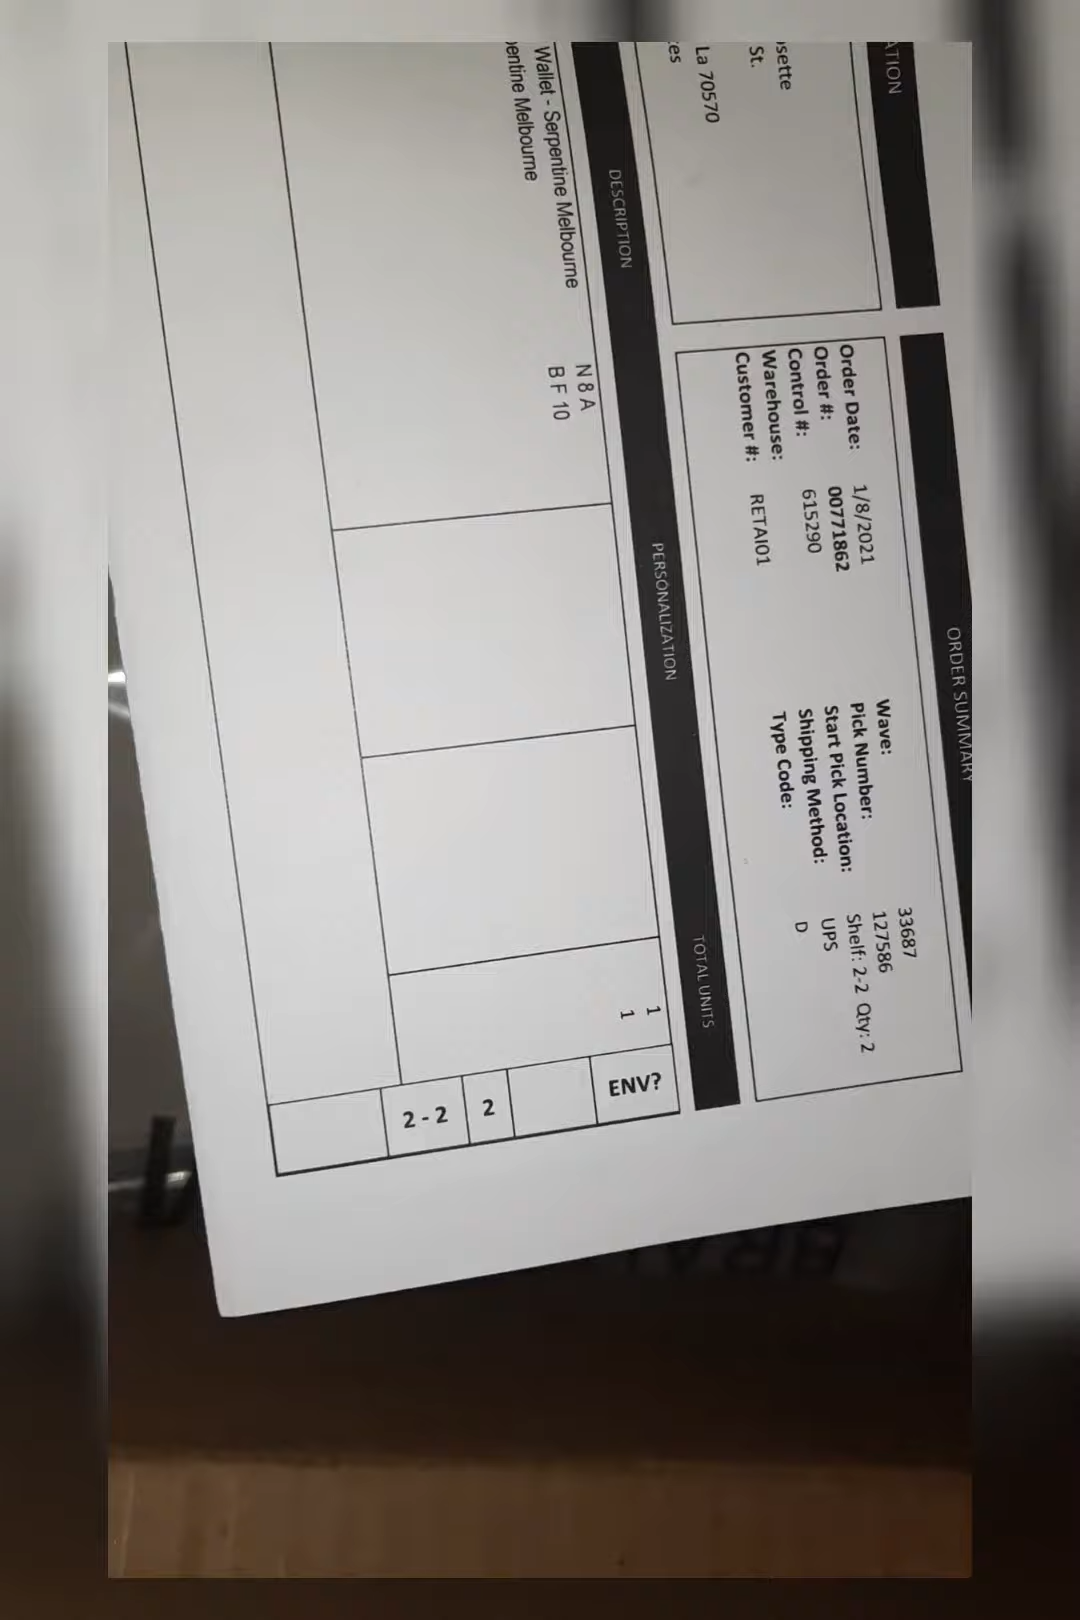 ATION
sette
St.
La 70570
es
ORDER SUMMARY
Order Date: 1/8/2021
Order #: 00771862
Control #: 615290
Warehouse:
Customer #: RETAI01
Wave: 33687
Pick Number: 127586
Start Pick Location: Shelf: 2-2 Qty: 2
Shipping Method: UPS
Type Code: D
DESCRIPTION PERSONALIZATION TOTAL UNITS
Wallet - Serpentine Melbourne N 8 A 1
pentine Melbourne B F 10 1
ENV?
2
2 - 2